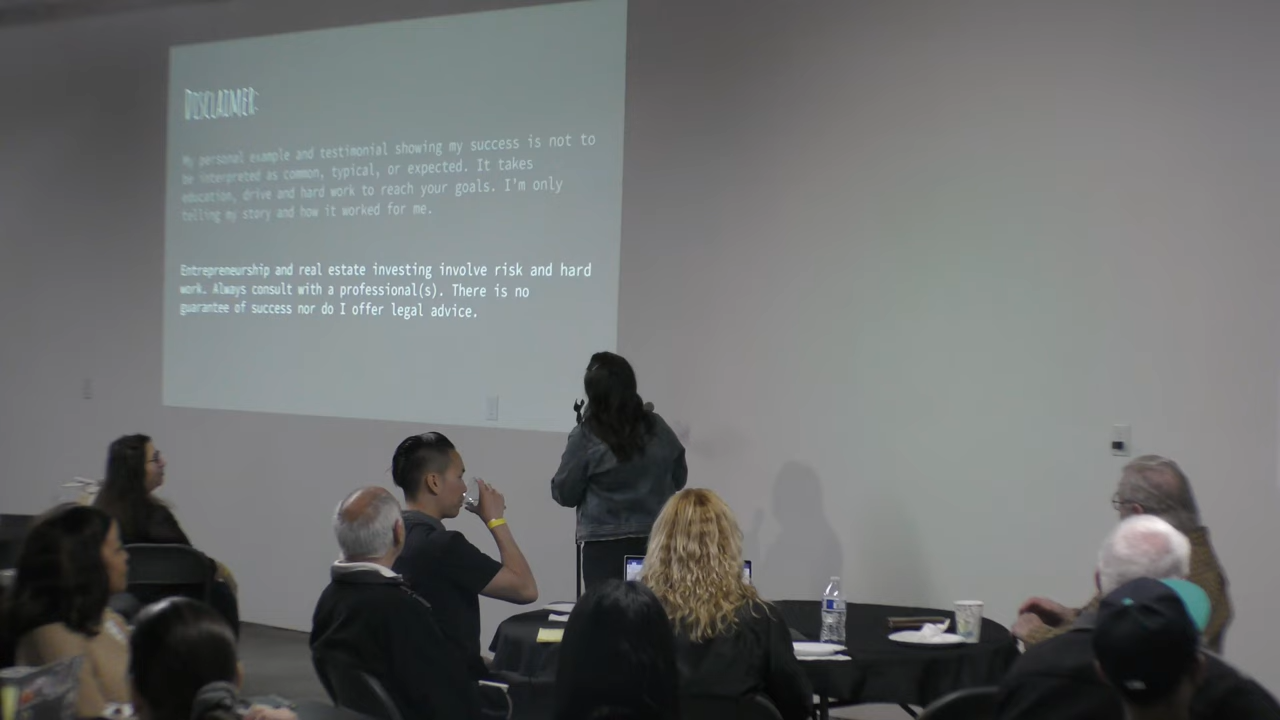 DISCLAIMER:
My personal example and testimonial showing my success is not to
be interpreted as common, typical, or expected. It takes
education, drive and hard work to reach your goals. I'm only
telling my story and how it worked for me.
Entrepreneurship and real estate investing involve risk and hard
work. Always consult with a professional(s). There is no
guarantee of success nor do I offer legal advice.